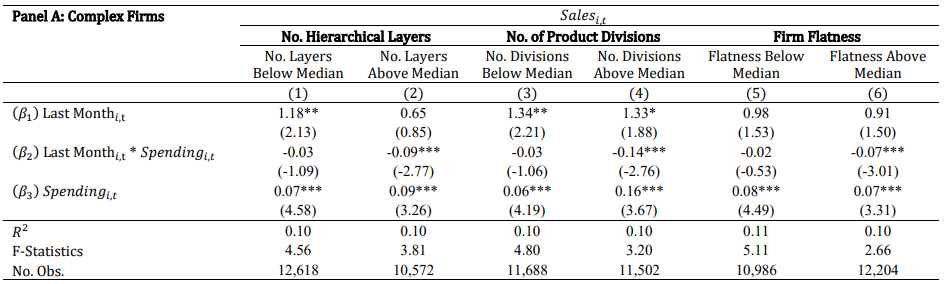 Panel A: Complex Firms Sales i,t
No. Hierarchical Layers No. of Product Divisions Firm Flatness
No. Layers Below Median No. Layers Above Median No. Divisions Below Median No. Divisions Above Median Flatness Below Median Flatness Above Median
(1) (2) (3) (4) (5) (6)
(β1) Last Month i,t 1.18** 0.65 1.34** 1.33* 0.98 0.91
(2.13) (0.85) (2.21) (1.88) (1.53) (1.50)
(β2) Last Month i,t * Spending i,t -0.03 -0.09*** -0.03 -0.14*** -0.02 -0.07***
(-1.09) (-2.77) (-1.06) (-2.76) (-0.53) (-3.01)
(β3) Spending i,t 0.07*** 0.09*** 0.06*** 0.16*** 0.08*** 0.07***
(4.58) (3.26) (4.19) (3.67) (4.49) (3.31)
R² 0.10 0.10 0.10 0.10 0.11 0.10
F-Statistics 4.56 3.81 4.80 3.20 5.11 2.66
No. Obs. 12,618 10,572 11,688 11,502 10,986 12,204